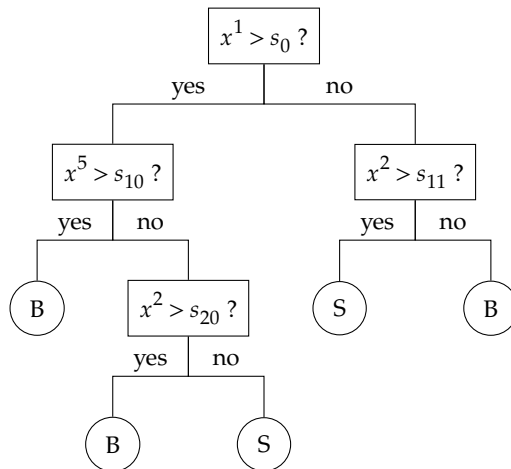 x¹ > s₀ ?
yes no
x⁵ > s₁₀ ? x² > s₁₁ ?
yes no yes no
B x² > s₂₀ ? S B
yes no
B S